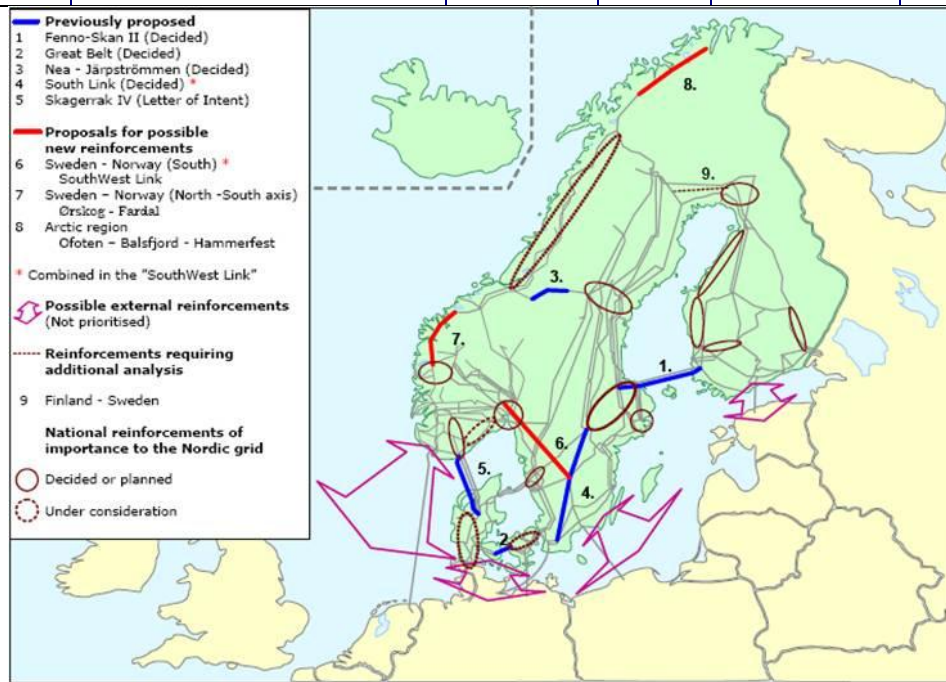 Previously proposed
1 Fenno-Skan II (Decided)
2 Great Belt (Decided)
3 Nea - Järpströmmen (Decided)
4 South Link (Decided) *
5 Skagerrak IV (Letter of Intent)
Proposals for possible
new reinforcements
6 Sweden - Norway (South) *
SouthWest Link
7 Sweden – Norway (North -South axis)
Ørskog - Fardal
8 Arctic region
Ofoten – Balsfjord - Hammerfest
* Combined in the "SouthWest Link"
Possible external reinforcements
(Not prioritised)
Reinforcements requiring
additional analysis
9 Finland - Sweden
National reinforcements of
importance to the Nordic grid
Decided or planned
Under consideration
8.
9.
3.
7.
1.
6.
5.
4.
2